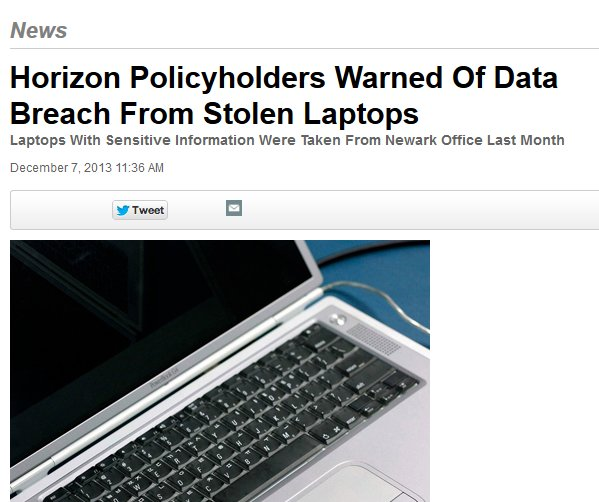 News
Horizon Policyholders Warned Of Data
Breach From Stolen Laptops
Laptops With Sensitive Information Were Taken From Newark Office Last Month
December 7, 2013 11:36 AM
Tweet